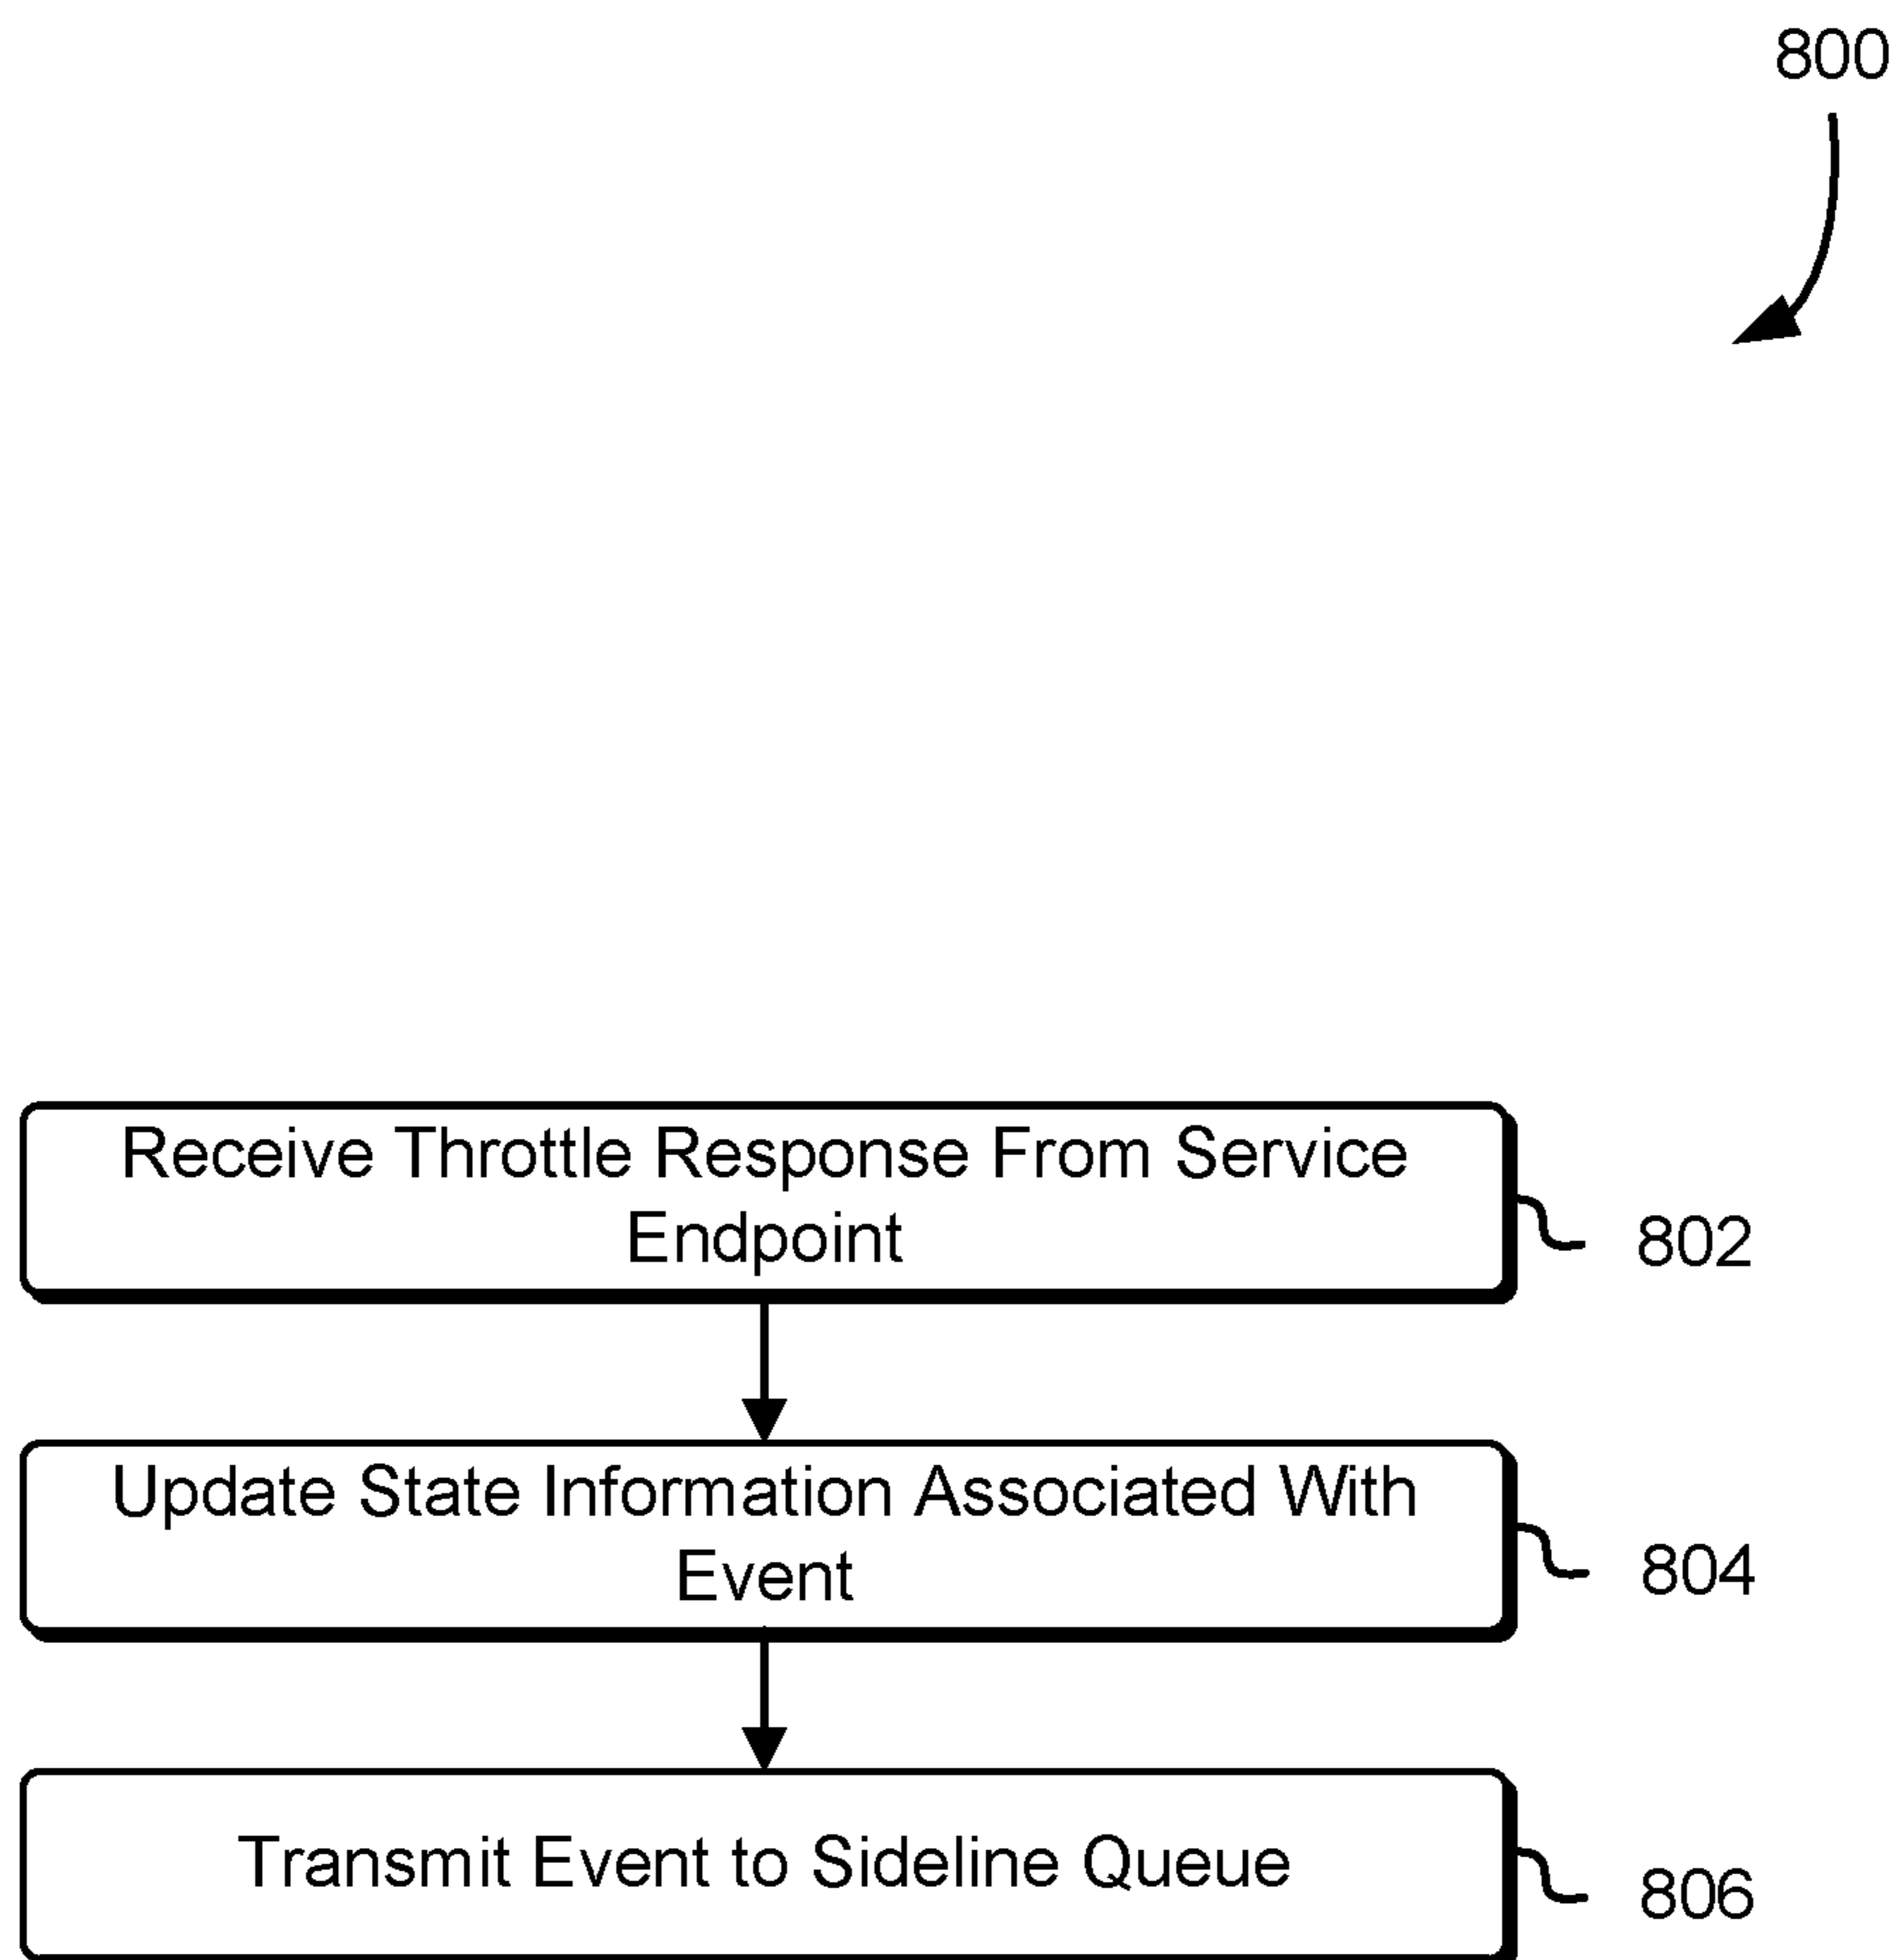 800
Receive Throttle Response From Service
Endpoint
802
Update State Information Associated With
Event
804
Transmit Event to Sideline Queue
806